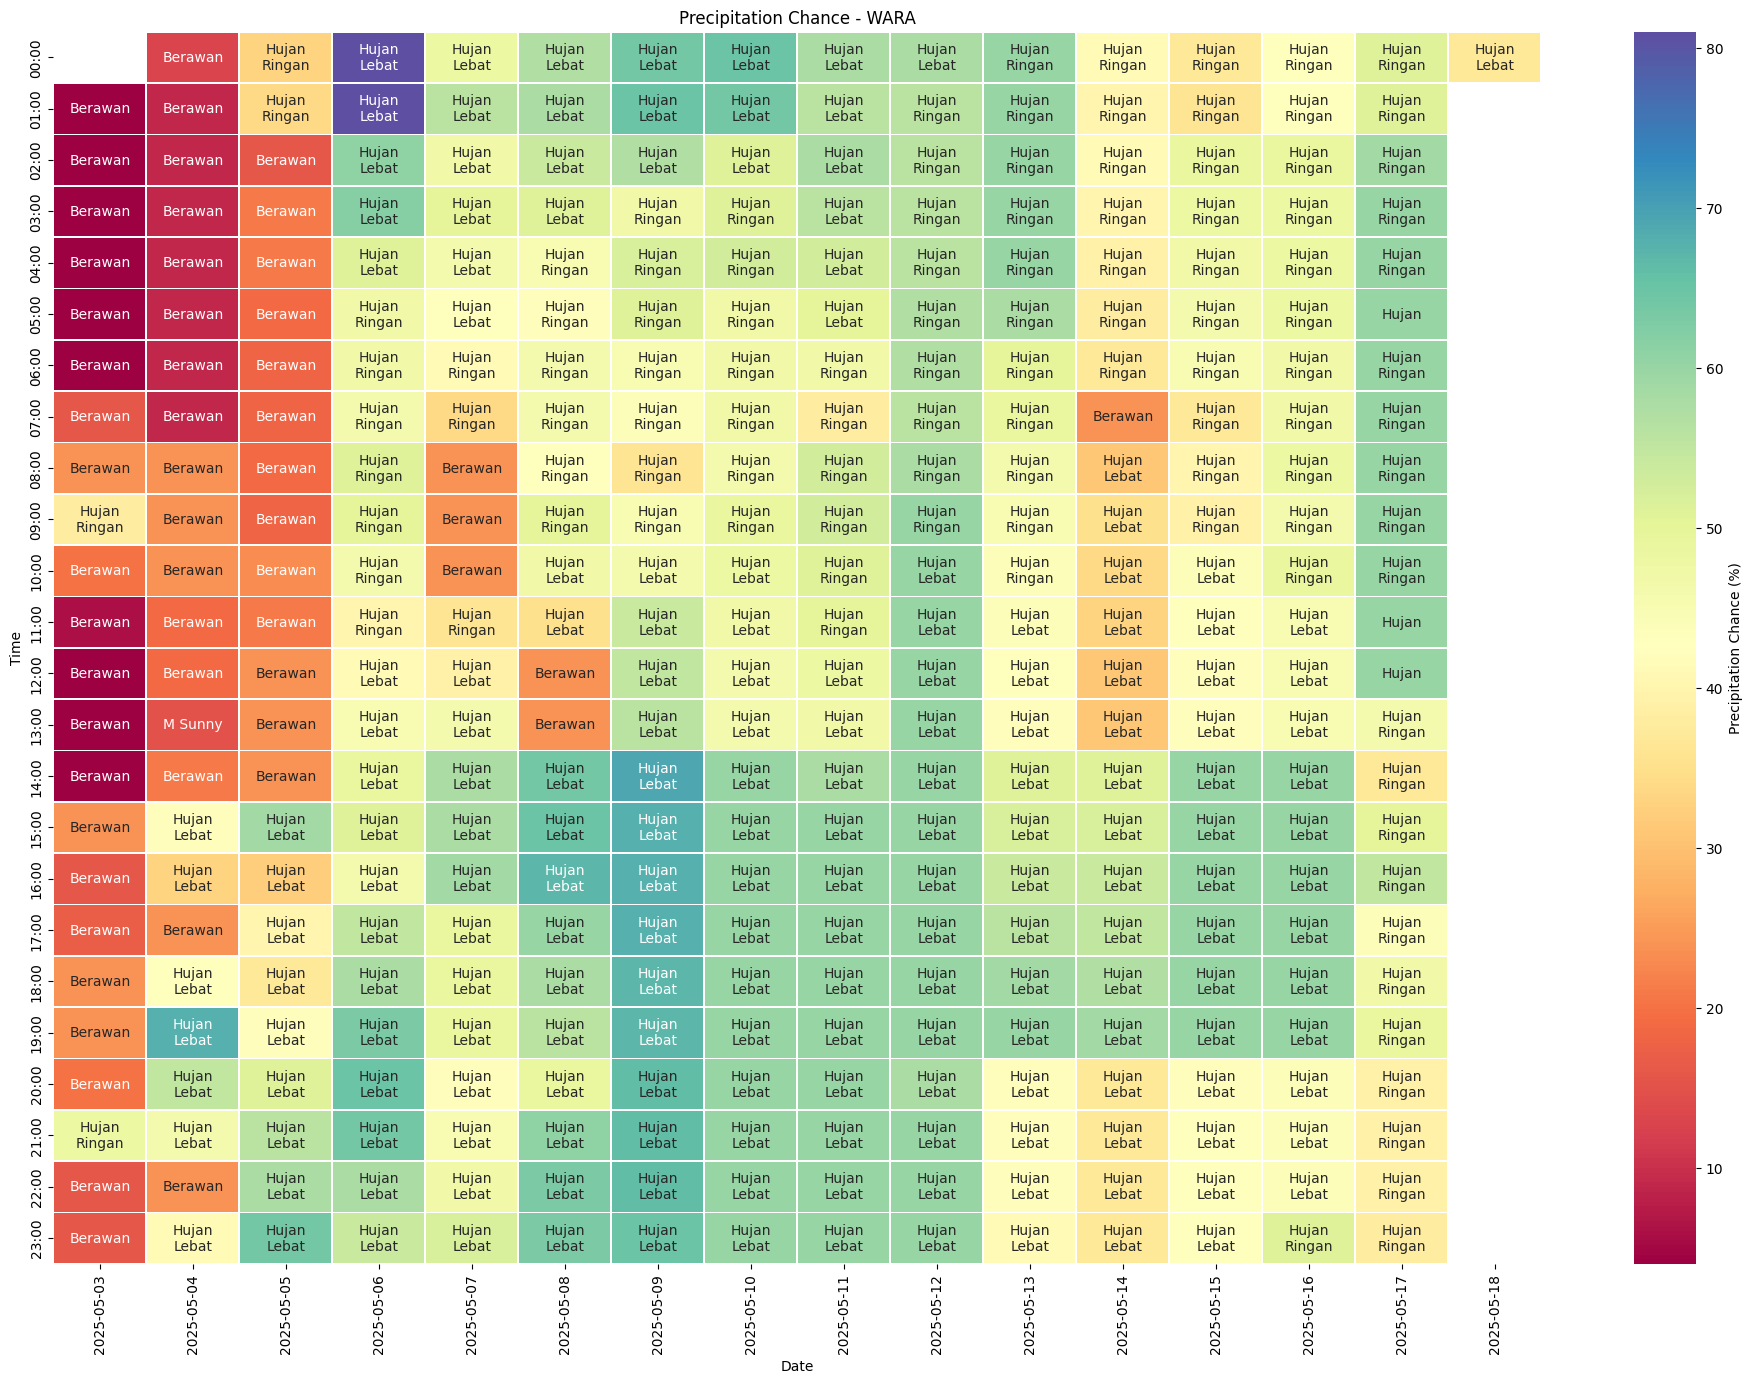 Precipitation Chance - WARA
Time
00:00 Berawan Hujan Ringan Hujan Lebat Hujan Lebat Hujan Lebat Hujan Lebat Hujan Lebat Hujan Lebat Hujan Lebat Hujan Ringan Hujan Ringan Hujan Ringan Hujan Ringan Hujan Ringan Hujan Lebat
01:00 Berawan Berawan Hujan Ringan Hujan Lebat Hujan Lebat Hujan Lebat Hujan Lebat Hujan Lebat Hujan Lebat Hujan Ringan Hujan Ringan Hujan Ringan Hujan Ringan Hujan Ringan Hujan Ringan
02:00 Berawan Berawan Berawan Hujan Lebat Hujan Lebat Hujan Lebat Hujan Lebat Hujan Lebat Hujan Lebat Hujan Ringan Hujan Ringan Hujan Ringan Hujan Ringan Hujan Ringan Hujan Ringan
03:00 Berawan Berawan Berawan Hujan Lebat Hujan Lebat Hujan Lebat Hujan Ringan Hujan Ringan Hujan Lebat Hujan Ringan Hujan Ringan Hujan Ringan Hujan Ringan Hujan Ringan Hujan Ringan
04:00 Berawan Berawan Berawan Hujan Lebat Hujan Lebat Hujan Ringan Hujan Ringan Hujan Ringan Hujan Lebat Hujan Ringan Hujan Ringan Hujan Ringan Hujan Ringan Hujan Ringan Hujan Ringan
05:00 Berawan Berawan Berawan Hujan Ringan Hujan Lebat Hujan Ringan Hujan Ringan Hujan Ringan Hujan Lebat Hujan Ringan Hujan Ringan Hujan Ringan Hujan Ringan Hujan Ringan Hujan
06:00 Berawan Berawan Berawan Hujan Ringan Hujan Ringan Hujan Ringan Hujan Ringan Hujan Ringan Hujan Ringan Hujan Ringan Hujan Ringan Hujan Ringan Hujan Ringan Hujan Ringan Hujan Ringan
07:00 Berawan Berawan Berawan Hujan Ringan Hujan Ringan Hujan Ringan Hujan Ringan Hujan Ringan Hujan Ringan Hujan Ringan Hujan Ringan Berawan Hujan Ringan Hujan Ringan Hujan Ringan
08:00 Berawan Berawan Berawan Hujan Ringan Berawan Hujan Ringan Hujan Ringan Hujan Ringan Hujan Ringan Hujan Ringan Hujan Ringan Hujan Lebat Hujan Ringan Hujan Ringan Hujan Ringan
09:00 Hujan Ringan Berawan Berawan Hujan Ringan Berawan Hujan Ringan Hujan Ringan Hujan Ringan Hujan Ringan Hujan Ringan Hujan Ringan Hujan Lebat Hujan Ringan Hujan Ringan Hujan Ringan
10:00 Berawan Berawan Berawan Hujan Ringan Berawan Hujan Lebat Hujan Lebat Hujan Lebat Hujan Ringan Hujan Lebat Hujan Ringan Hujan Lebat Hujan Lebat Hujan Ringan Hujan Ringan
11:00 Berawan Berawan Berawan Hujan Ringan Hujan Ringan Hujan Lebat Hujan Lebat Hujan Lebat Hujan Ringan Hujan Lebat Hujan Lebat Hujan Lebat Hujan Lebat Hujan Lebat Hujan
12:00 Berawan Berawan Berawan Hujan Lebat Hujan Lebat Berawan Hujan Lebat Hujan Lebat Hujan Lebat Hujan Lebat Hujan Lebat Hujan Lebat Hujan Lebat Hujan Lebat Hujan
13:00 Berawan M Sunny Berawan Hujan Lebat Hujan Lebat Berawan Hujan Lebat Hujan Lebat Hujan Lebat Hujan Lebat Hujan Lebat Hujan Lebat Hujan Lebat Hujan Lebat Hujan Ringan
14:00 Berawan Berawan Berawan Hujan Lebat Hujan Lebat Hujan Lebat Hujan Lebat Hujan Lebat Hujan Lebat Hujan Lebat Hujan Lebat Hujan Lebat Hujan Lebat Hujan Lebat Hujan Ringan
15:00 Berawan Hujan Lebat Hujan Lebat Hujan Lebat Hujan Lebat Hujan Lebat Hujan Lebat Hujan Lebat Hujan Lebat Hujan Lebat Hujan Lebat Hujan Lebat Hujan Lebat Hujan Lebat Hujan Ringan
16:00 Berawan Hujan Lebat Hujan Lebat Hujan Lebat Hujan Lebat Hujan Lebat Hujan Lebat Hujan Lebat Hujan Lebat Hujan Lebat Hujan Lebat Hujan Lebat Hujan Lebat Hujan Lebat Hujan Ringan
17:00 Berawan Berawan Hujan Lebat Hujan Lebat Hujan Lebat Hujan Lebat Hujan Lebat Hujan Lebat Hujan Lebat Hujan Lebat Hujan Lebat Hujan Lebat Hujan Lebat Hujan Lebat Hujan Ringan
18:00 Berawan Hujan Lebat Hujan Lebat Hujan Lebat Hujan Lebat Hujan Lebat Hujan Lebat Hujan Lebat Hujan Lebat Hujan Lebat Hujan Lebat Hujan Lebat Hujan Lebat Hujan Lebat Hujan Ringan
19:00 Berawan Hujan Lebat Hujan Lebat Hujan Lebat Hujan Lebat Hujan Lebat Hujan Lebat Hujan Lebat Hujan Lebat Hujan Lebat Hujan Lebat Hujan Lebat Hujan Lebat Hujan Lebat Hujan Ringan
20:00 Berawan Hujan Lebat Hujan Lebat Hujan Lebat Hujan Lebat Hujan Lebat Hujan Lebat Hujan Lebat Hujan Lebat Hujan Lebat Hujan Lebat Hujan Lebat Hujan Lebat Hujan Lebat Hujan Ringan
21:00 Hujan Ringan Hujan Lebat Hujan Lebat Hujan Lebat Hujan Lebat Hujan Lebat Hujan Lebat Hujan Lebat Hujan Lebat Hujan Lebat Hujan Lebat Hujan Lebat Hujan Lebat Hujan Lebat Hujan Ringan
22:00 Berawan Berawan Hujan Lebat Hujan Lebat Hujan Lebat Hujan Lebat Hujan Lebat Hujan Lebat Hujan Lebat Hujan Lebat Hujan Lebat Hujan Lebat Hujan Lebat Hujan Lebat Hujan Ringan
23:00 Berawan Hujan Lebat Hujan Lebat Hujan Lebat Hujan Lebat Hujan Lebat Hujan Lebat Hujan Lebat Hujan Lebat Hujan Lebat Hujan Lebat Hujan Lebat Hujan Lebat Hujan Ringan Hujan Ringan
2025-05-03 2025-05-04 2025-05-05 2025-05-06 2025-05-07 2025-05-08 2025-05-09 2025-05-10 2025-05-11 2025-05-12 2025-05-13 2025-05-14 2025-05-15 2025-05-16 2025-05-17 2025-05-18
Date
80
70
60
50
40
30
20
10
Precipitation Chance (%)